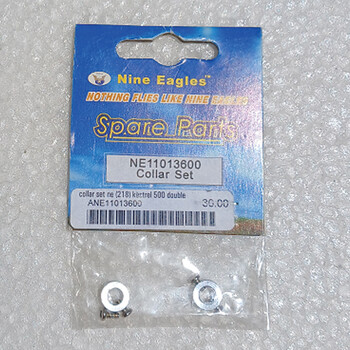 Nine Eagles™
NOTHING FLIES LIKE NINE EAGLES
Spare Parts
NE11013600
Collar Set
collar set ne (218) kestrel 500 double
ANE11013600 30.00